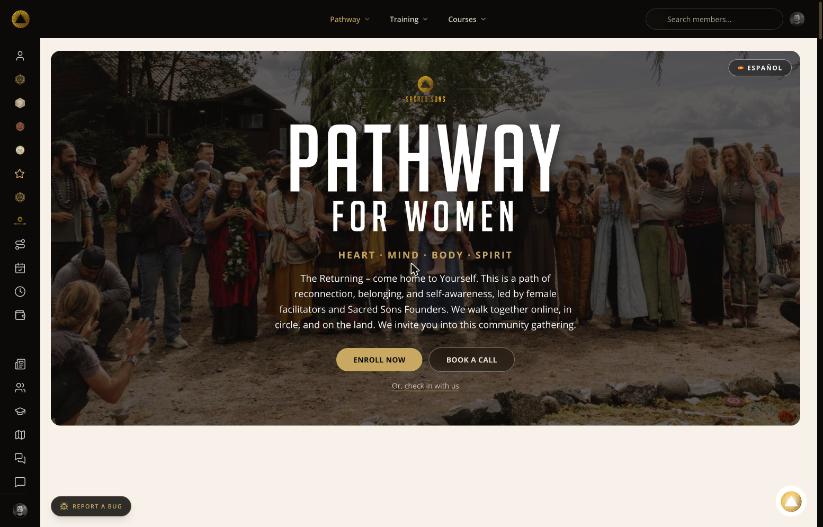 Pathway
Training
Courses
Search members...
ESPAÑOL
SACRED SONS
PATHWAY
FOR WOMEN
HEART · MIND · BODY · SPIRIT
The Returning – come home to Yourself. This is a path of
reconnection, belonging, and self-awareness, led by female
facilitators and Sacred Sons Founders. We walk together online, in
circle, and on the land. We invite you into this community gathering.
ENROLL NOW
BOOK A CALL
Or, check in with us
REPORT A BUG